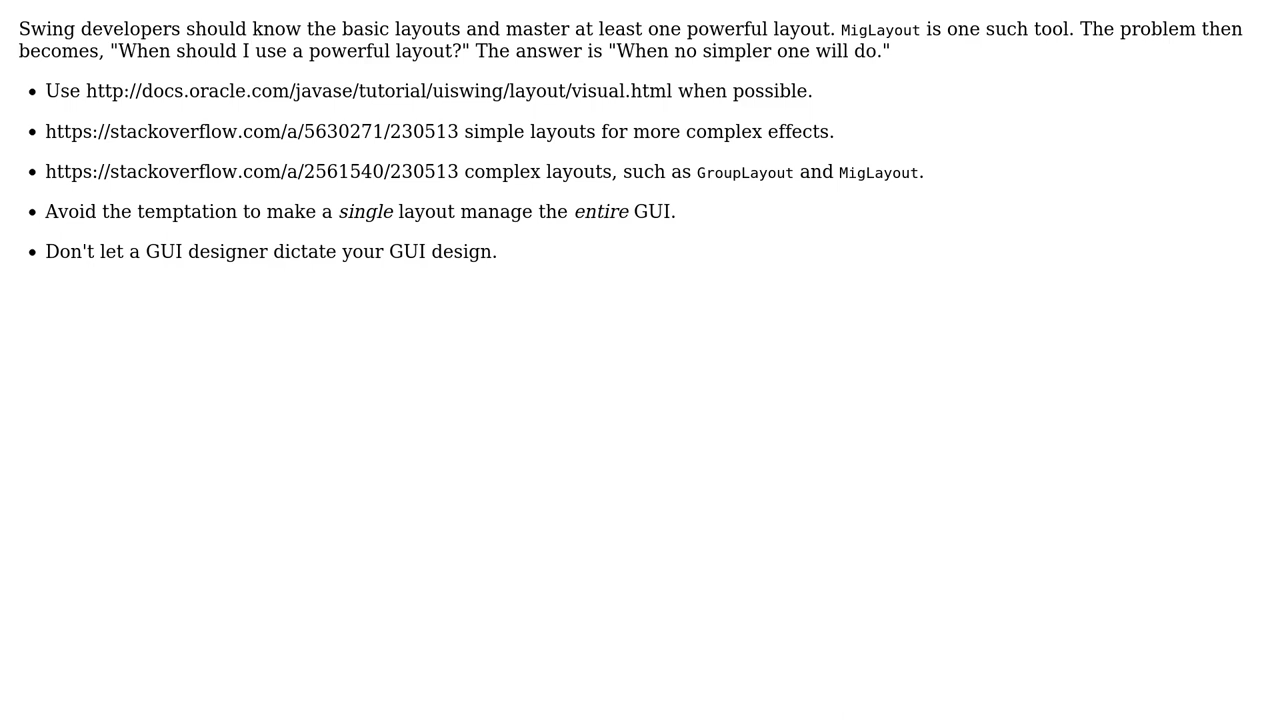 Swing developers should know the basic layouts and master at least one powerful layout. MigLayout is one such tool. The problem then
becomes, "When should I use a powerful layout?" The answer is "When no simpler one will do."
• Use http://docs.oracle.com/javase/tutorial/uiswing/layout/visual.html when possible.
• https://stackoverflow.com/a/5630271/230513 simple layouts for more complex effects.
• https://stackoverflow.com/a/2561540/230513 complex layouts, such as GroupLayout and MigLayout.
• Avoid the temptation to make a single layout manage the entire GUI.
• Don't let a GUI designer dictate your GUI design.